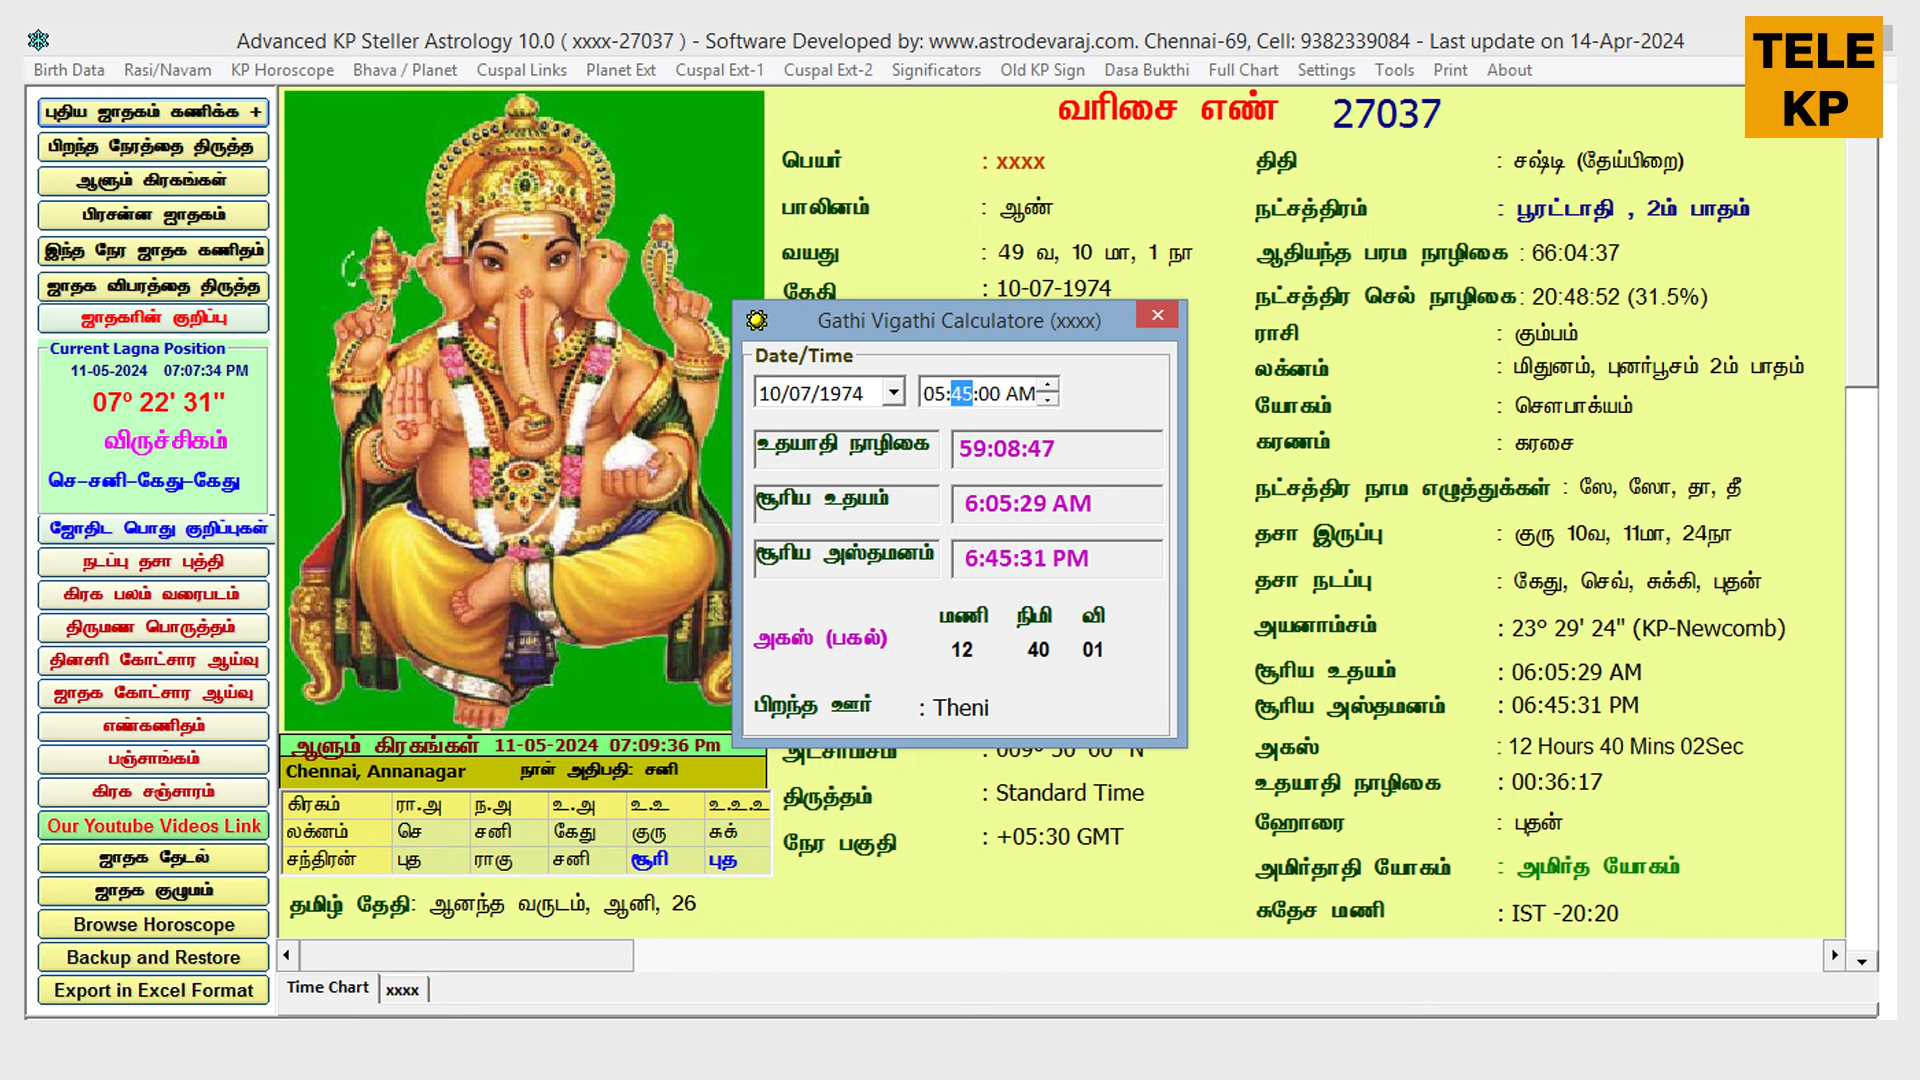 Advanced KP Steller Astrology 10.0 ( xxxx-27037 ) - Software Developed by: www.astrodevaraj.com. Chennai-69, Cell: 9382339084 - Last update on 14-Apr-2024
TELE KP
Birth Data Rasi/Navam KP Horoscope Bhava / Planet Cuspal Links Planet Ext Cuspal Ext-1 Cuspal Ext-2 Significators Old KP Sign Dasa Bukthi Full Chart Settings Tools Print About
புதிய ஜாதகம் கணிக்க +
பிறந்த நேரத்தை திருத்த
ஆளும் கிரகங்கள்
பிரசன்ன ஜாதகம்
இந்த நேர ஜாதக கணிதம்
ஜாதக விபரத்தை திருத்த
ஜாதகரின் குறிப்பு
Current Lagna Position
11-05-2024 07:07:34 PM
07º 22' 31"
விருச்சிகம்
செ-சனி-கேது-கேது
ஜோதிட பொது குறிப்புகள்
நடப்பு தசா புத்தி
கிரக பலம் வரைபடம்
திருமண பொருத்தம்
தினசரி கோட்சார ஆய்வு
ஜாதக கோட்சார ஆய்வு
எண்கணிதம்
பஞ்சாங்கம்
கிரக சஞ்சாரம்
Our Youtube Videos Link
ஜாதக தேடல்
ஜாதக குழுமம்
Browse Horoscope
Backup and Restore
Export in Excel Format
ஆளும் கிரகங்கள் 11-05-2024 07:09:36 Pm
Chennai, Annanagar நாள் அதிபதி: சனி
கிரகம் ரா.அ ந.அ உ.அ உ.உ உ.உ.உ
லக்னம் செ சனி கேது குரு சுக்
சந்திரன் புத ராகு சனி சூரி புத
தமிழ் தேதி: ஆனந்த வருடம், ஆனி, 26
வரிசை எண் 27037
பெயர் : xxxx
பாலினம் : ஆண்
வயது : 49 வ, 10 மா, 1 நா
தேதி : 10-07-1974
Gathi Vigathi Calculatore (xxxx)
Date/Time
10/07/1974 05:45:00 AM
உதயாதி நாழிகை 59:08:47
சூரிய உதயம் 6:05:29 AM
சூரிய அஸ்தமனம் 6:45:31 PM
மணி நிமி வி
அகஸ் (பகல்) 12 40 01
பிறந்த ஊர் : Theni
திருத்தம் : Standard Time
நேர பகுதி : +05:30 GMT
திதி : சஷ்டி (தேய்பிறை)
நட்சத்திரம் : பூரட்டாதி , 2ம் பாதம்
ஆதியந்த பரம நாழிகை : 66:04:37
நட்சத்திர செல் நாழிகை: 20:48:52 (31.5%)
ராசி : கும்பம்
லக்னம் : மிதுனம், புனர்பூசம் 2ம் பாதம்
யோகம் : சௌபாக்யம்
கரணம் : கரசை
நட்சத்திர நாம எழுத்துக்கள் : ஸே, ஸோ, தா, தீ
தசா இருப்பு : குரு 10வ, 11மா, 24நா
தசா நடப்பு : கேது, செவ், சுக்கி, புதன்
அயனாம்சம் : 23° 29' 24" (KP-Newcomb)
சூரிய உதயம் : 06:05:29 AM
சூரிய அஸ்தமனம் : 06:45:31 PM
அகஸ் : 12 Hours 40 Mins 02Sec
உதயாதி நாழிகை : 00:36:17
ஹோரை : புதன்
அமிர்தாதி யோகம் : அமிர்த யோகம்
சுதேச மணி : IST -20:20
Time Chart xxxx